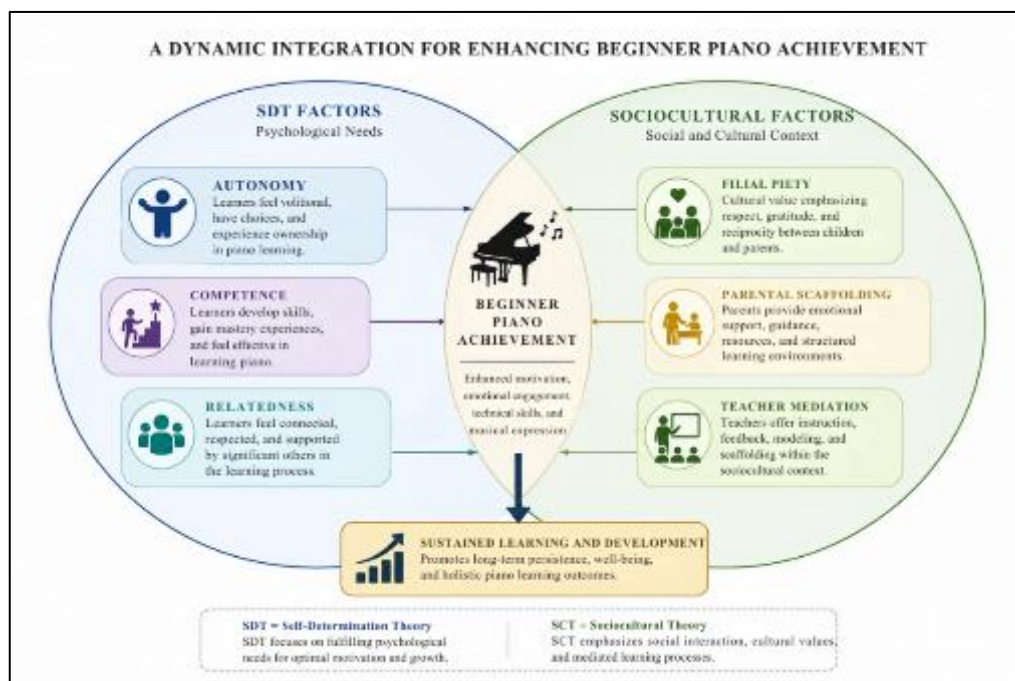 A DYNAMIC INTEGRATION FOR ENHANCING BEGINNER PIANO ACHIEVEMENT
SDT FACTORS
Psychological Needs
AUTONOMY
Learners feel volitional,
have choices, and
experience ownership
in piano learning.
COMPETENCE
Learners develop skills,
gain mastery experiences,
and feel effective in
learning piano.
RELATEDNESS
Learners feel connected,
respected, and supported
by significant others in
the learning process.
BEGINNER
PIANO
ACHIEVEMENT
Enhanced motivation,
emotional engagement,
technical skills, and
musical expression
SOCIOCULTURAL FACTORS
Social and Cultural Context
FILIAL PIETY
Cultural value emphasizing
respect, gratitude, and
reciprocity between children
and parents.
PARENTAL SCAFFOLDING
Parents provide emotional
support, guidance,
resources, and structured
learning environments.
TEACHER MEDIATION
Teachers offer instruction,
feedback, modeling, and
scaffolding within the
sociocultural context.
SUSTAINED LEARNING AND DEVELOPMENT
Promotes long-term persistence, well-being,
and holistic piano learning outcomes.
SDT = Self-Determination Theory
SDT focuses on fulfilling psychological
needs for optimal motivation and growth.
SCT = Sociocultural Theory
SCT emphasizes social interaction, cultural values,
and mediated learning processes.